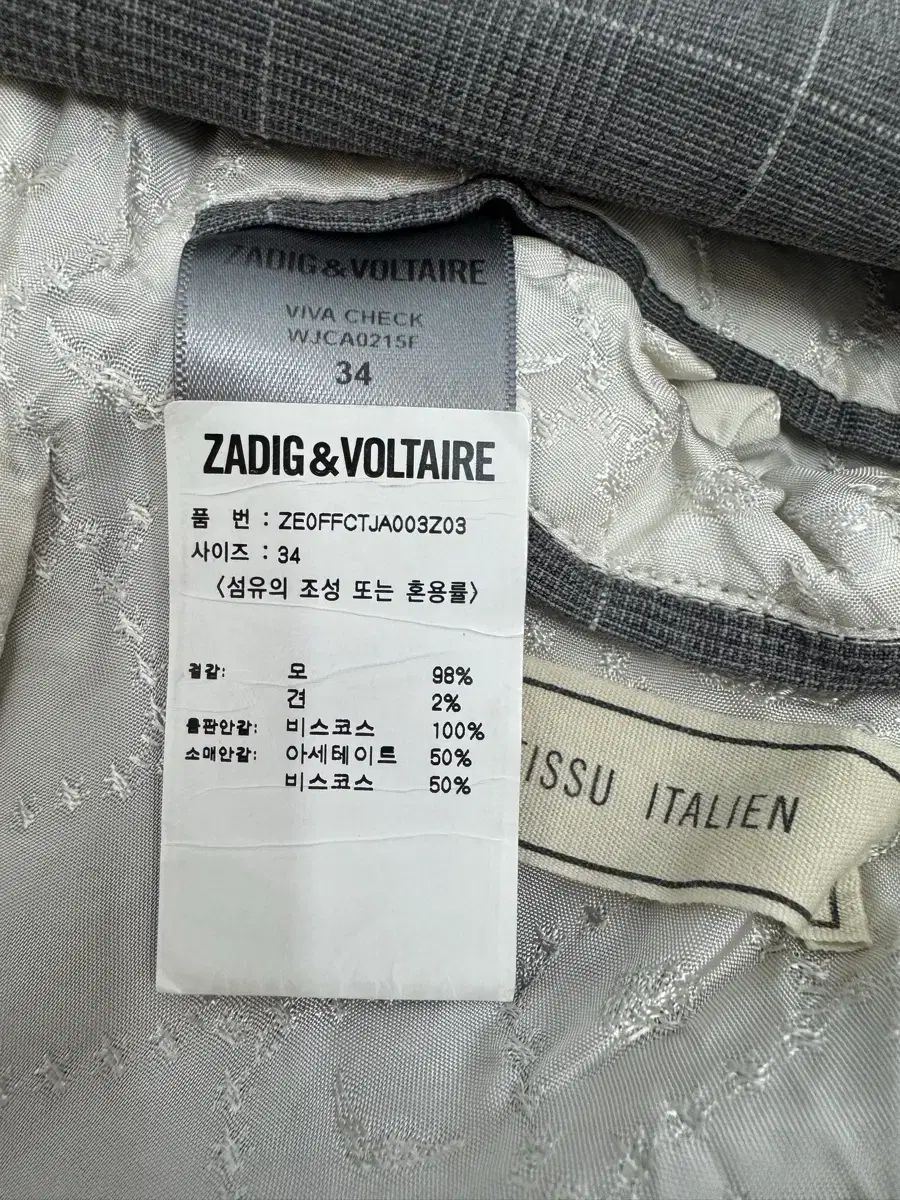 ZADIG&VOLTAIRE
VIVA CHECK
WJCA0215F
34
ZADIG&VOLTAIRE
품 번 : ZE0FFCTJA003Z03
사이즈 : 34
〈섬유의 조성 또는 혼용률〉
겉감: 모 98%
견 2%
몸판안감: 비스코스 100%
소매안감: 아세테이트 50%
비스코스 50%
ISSU ITALIEN